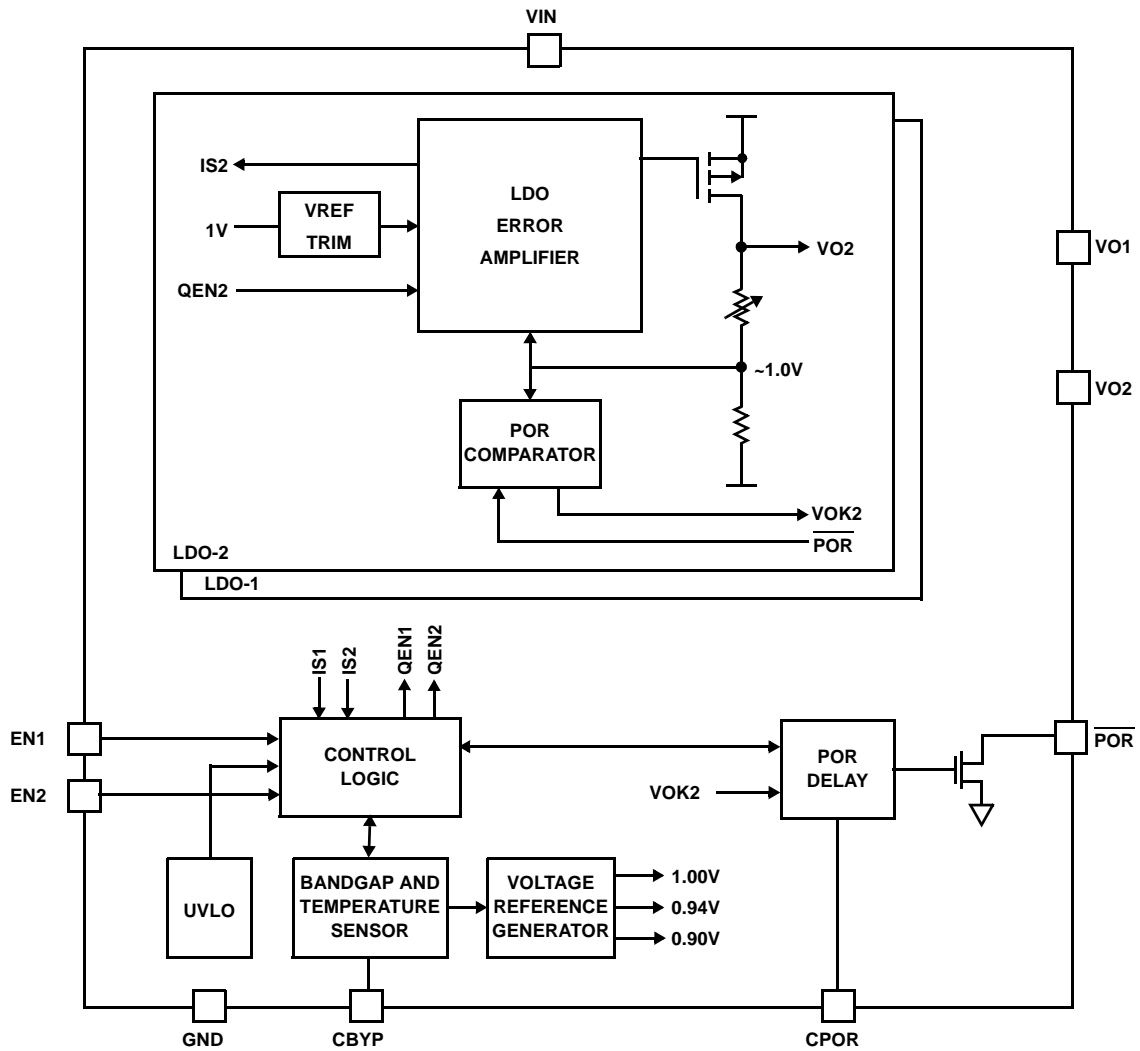 VIN
IS2
1V
VREF
TRIM
QEN2
LDO
ERROR
AMPLIFIER
VO2
~1.0V
POR
COMPARATOR
VOK2
POR
LDO-2
LDO-1
VO1
VO2
IS1
IS2
QEN1
QEN2
EN1
EN2
CONTROL
LOGIC
VOK2
POR
DELAY
POR
UVLO
BANDGAP AND
TEMPERATURE
SENSOR
VOLTAGE
REFERENCE
GENERATOR
1.00V
0.94V
0.90V
GND
CBYP
CPOR